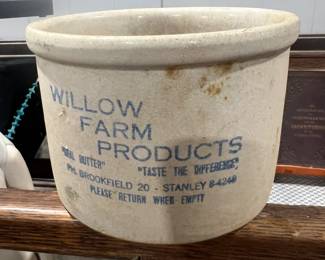 WILLOW
FARM
PRODUCTS
"REAL BUTTER" "TASTE THE DIFFERENCE"
PH. BROOKFIELD 20 - STANLEY 8-4240
PLEASE RETURN WHEN EMPTY